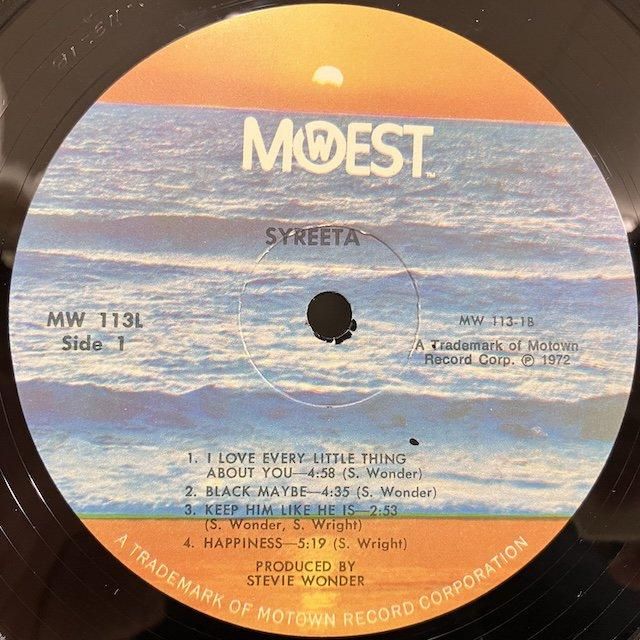 MOWEST™
SYREETA
MW 113L
Side 1
MW 113-1B
A Trademark of Motown
Record Corp. ℗ 1972
1. I LOVE EVERY LITTLE THING
ABOUT YOU—4:58 (S. Wonder)
2. BLACK MAYBE—4:35 (S. Wonder)
3. KEEP HIM LIKE HE IS—2:53
(S. Wonder, S. Wright)
4. HAPPINESS—5:19 (S. Wright)
PRODUCED BY
STEVIE WONDER
A TRADEMARK OF MOTOWN RECORD CORPORATION